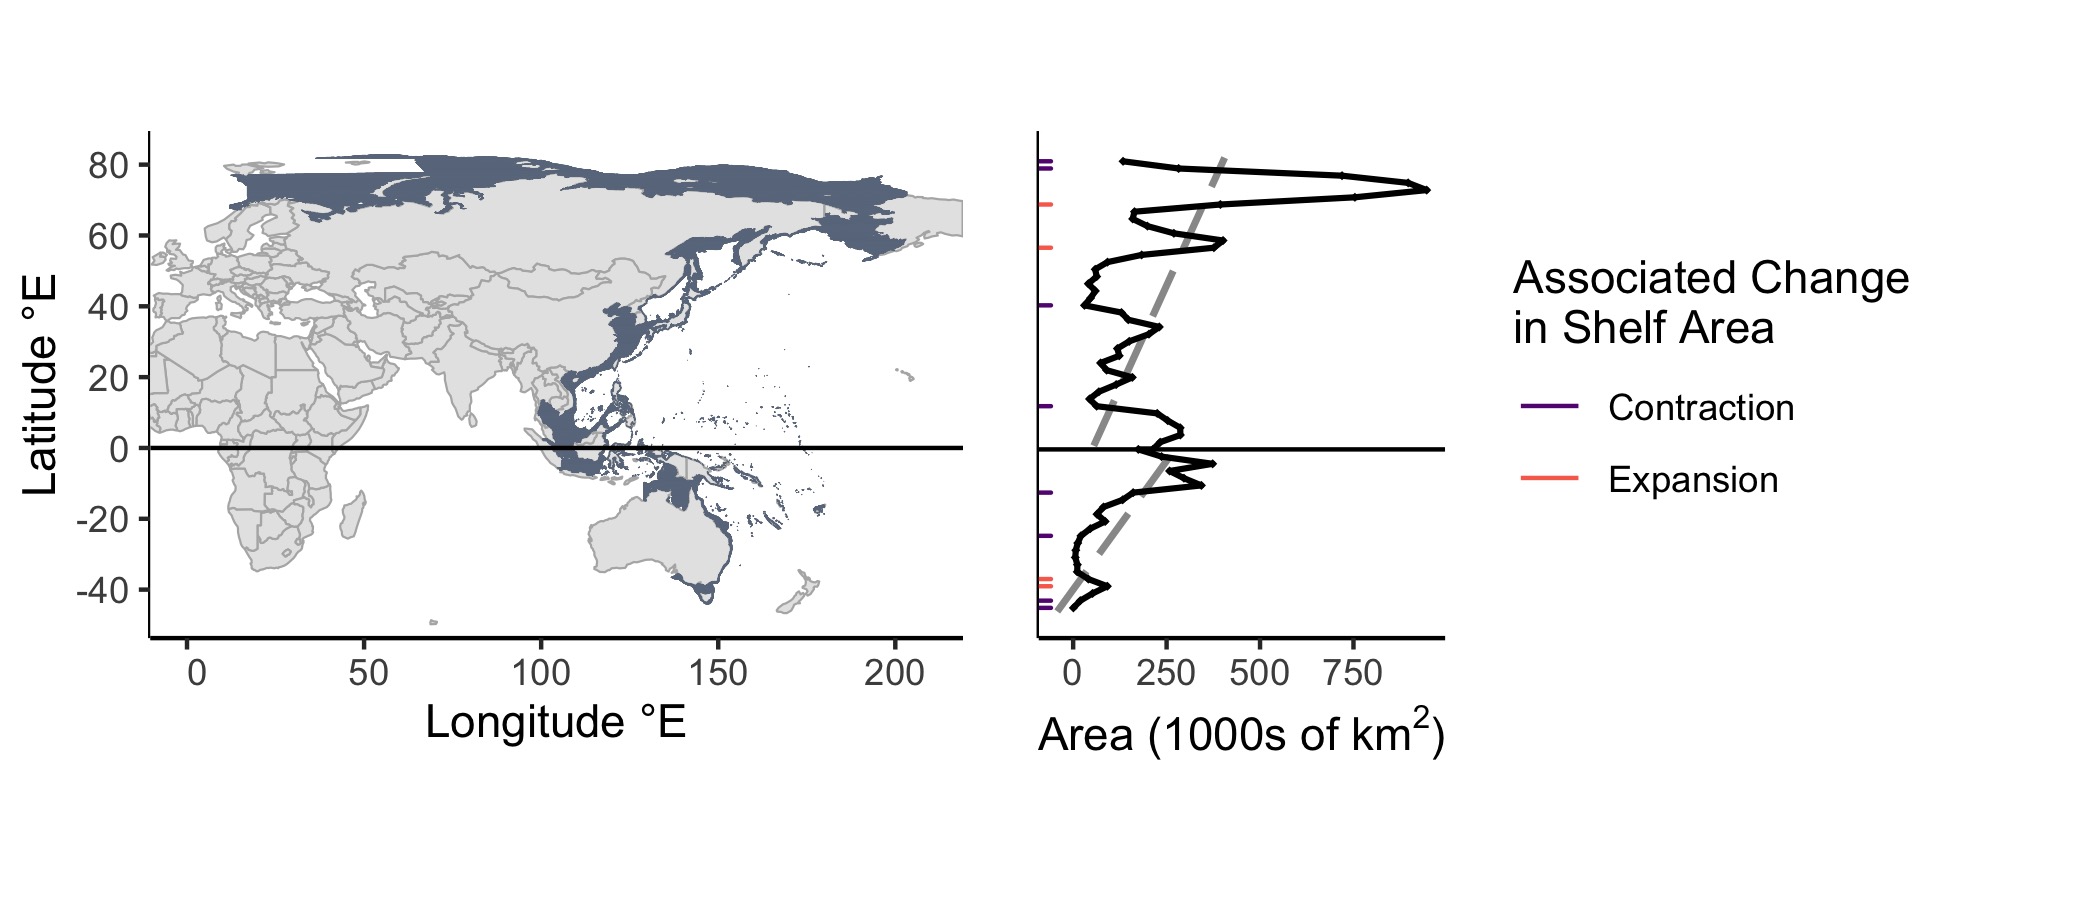 80
60
40
20
0
-20
-40
Latitude °E
0
50
100
150
200
Longitude °E
0
250
500
750
Area (1000s of km²)
Associated Change
in Shelf Area
Contraction
Expansion